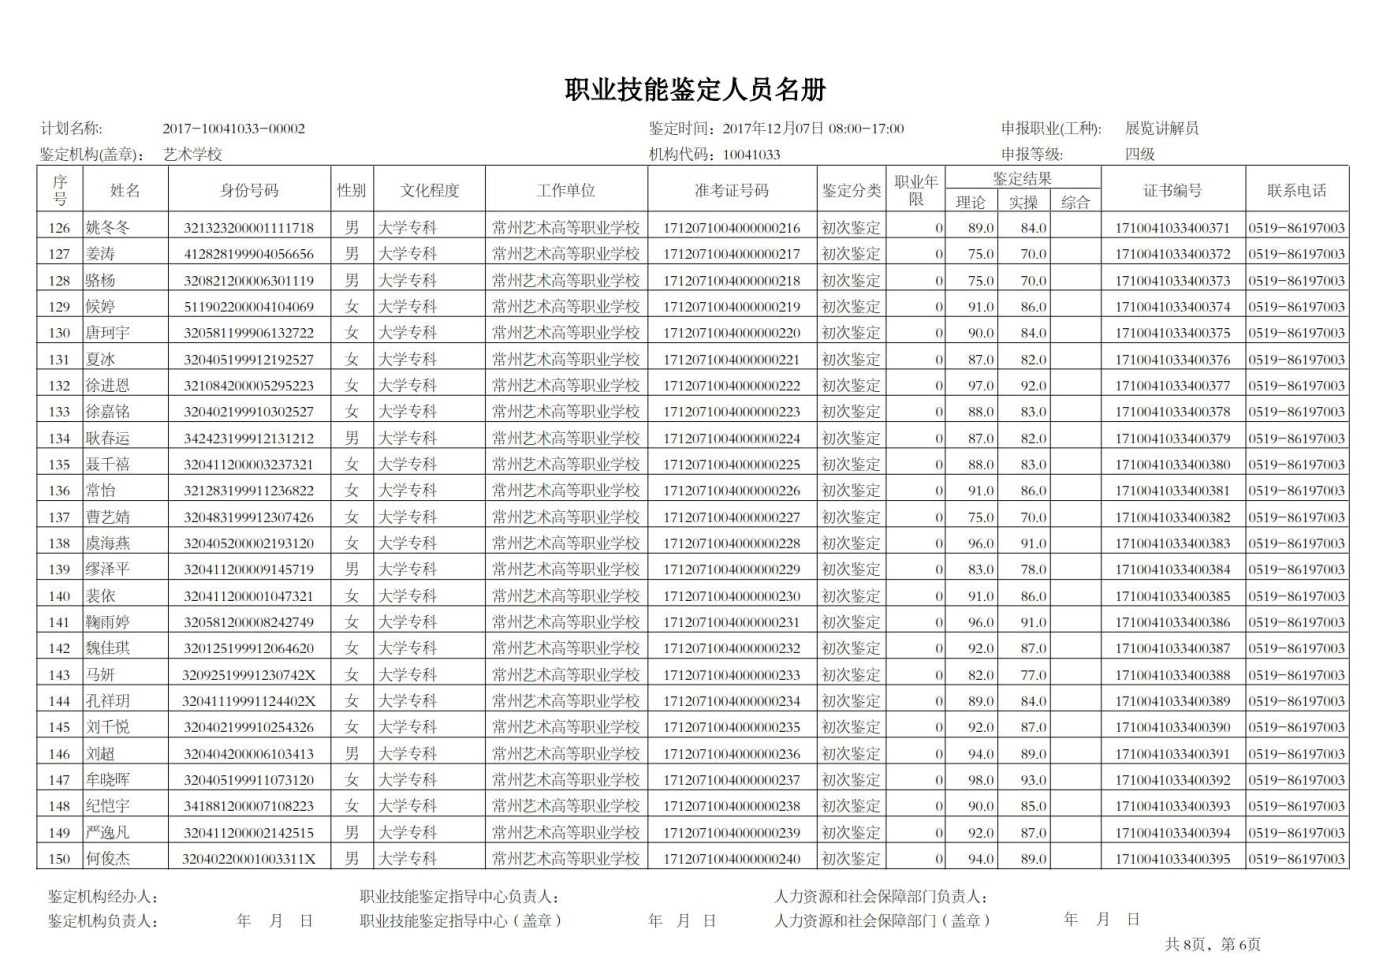 职业技能鉴定人员名册
计划名称: 2017-10041033-00002 鉴定时间: 2017年12月07日 08:00-17:00 申报职业(工种): 展览讲解员
鉴定机构(盖章): 艺术学校 机构代码: 10041033 申报等级: 四级
序号 姓名 身份号码 性别 文化程度 工作单位 准考证号码 鉴定分类 职业年限 鉴定结果 证书编号 联系电话
理论 实操 综合
126 姚冬冬 321323200001111718 男 大学专科 常州艺术高等职业学校 1712071004000000216 初次鉴定 0 89.0 84.0 1710041033400371 0519-86197003
127 姜涛 412828199904056656 男 大学专科 常州艺术高等职业学校 1712071004000000217 初次鉴定 0 75.0 70.0 1710041033400372 0519-86197003
128 骆杨 320821200006301119 男 大学专科 常州艺术高等职业学校 1712071004000000218 初次鉴定 0 75.0 70.0 1710041033400373 0519-86197003
129 候婷 511902200004104069 女 大学专科 常州艺术高等职业学校 1712071004000000219 初次鉴定 0 91.0 86.0 1710041033400374 0519-86197003
130 唐珂宇 320581199906132722 女 大学专科 常州艺术高等职业学校 1712071004000000220 初次鉴定 0 90.0 84.0 1710041033400375 0519-86197003
131 夏冰 320405199912192527 女 大学专科 常州艺术高等职业学校 1712071004000000221 初次鉴定 0 87.0 82.0 1710041033400376 0519-86197003
132 徐进恩 321084200005295223 女 大学专科 常州艺术高等职业学校 1712071004000000222 初次鉴定 0 97.0 92.0 1710041033400377 0519-86197003
133 徐嘉铭 320402199910302527 女 大学专科 常州艺术高等职业学校 1712071004000000223 初次鉴定 0 88.0 83.0 1710041033400378 0519-86197003
134 耿春运 342423199912131212 男 大学专科 常州艺术高等职业学校 1712071004000000224 初次鉴定 0 87.0 82.0 1710041033400379 0519-86197003
135 聂千禧 320411200003237321 女 大学专科 常州艺术高等职业学校 1712071004000000225 初次鉴定 0 88.0 83.0 1710041033400380 0519-86197003
136 常怡 321283199911236822 女 大学专科 常州艺术高等职业学校 1712071004000000226 初次鉴定 0 91.0 86.0 1710041033400381 0519-86197003
137 曹艺婧 320483199912307426 女 大学专科 常州艺术高等职业学校 1712071004000000227 初次鉴定 0 75.0 70.0 1710041033400382 0519-86197003
138 虞海燕 320405200002193120 女 大学专科 常州艺术高等职业学校 1712071004000000228 初次鉴定 0 96.0 91.0 1710041033400383 0519-86197003
139 缪泽平 320411200009145719 男 大学专科 常州艺术高等职业学校 1712071004000000229 初次鉴定 0 83.0 78.0 1710041033400384 0519-86197003
140 裴依 320411200001047321 女 大学专科 常州艺术高等职业学校 1712071004000000230 初次鉴定 0 91.0 86.0 1710041033400385 0519-86197003
141 鞠雨婷 320581200008242749 女 大学专科 常州艺术高等职业学校 1712071004000000231 初次鉴定 0 96.0 91.0 1710041033400386 0519-86197003
142 魏佳琪 320125199912064620 女 大学专科 常州艺术高等职业学校 1712071004000000232 初次鉴定 0 92.0 87.0 1710041033400387 0519-86197003
143 马妍 32092519991230742X 女 大学专科 常州艺术高等职业学校 1712071004000000233 初次鉴定 0 82.0 77.0 1710041033400388 0519-86197003
144 孔祥玥 32041119991124402X 女 大学专科 常州艺术高等职业学校 1712071004000000234 初次鉴定 0 89.0 84.0 1710041033400389 0519-86197003
145 刘千悦 320402199910254326 女 大学专科 常州艺术高等职业学校 1712071004000000235 初次鉴定 0 92.0 87.0 1710041033400390 0519-86197003
146 刘超 320404200006103413 男 大学专科 常州艺术高等职业学校 1712071004000000236 初次鉴定 0 94.0 89.0 1710041033400391 0519-86197003
147 牟晓晖 320405199911073120 女 大学专科 常州艺术高等职业学校 1712071004000000237 初次鉴定 0 98.0 93.0 1710041033400392 0519-86197003
148 纪恺宇 341881200007108223 女 大学专科 常州艺术高等职业学校 1712071004000000238 初次鉴定 0 90.0 85.0 1710041033400393 0519-86197003
149 严逸凡 320411200002142515 男 大学专科 常州艺术高等职业学校 1712071004000000239 初次鉴定 0 92.0 87.0 1710041033400394 0519-86197003
150 何俊杰 32040220001003311X 男 大学专科 常州艺术高等职业学校 1712071004000000240 初次鉴定 0 94.0 89.0 1710041033400395 0519-86197003
鉴定机构经办人: 职业技能鉴定指导中心负责人: 人力资源和社会保障部门负责人:
鉴定机构负责人: 年 月 日 职业技能鉴定指导中心(盖章) 年 月 日 人力资源和社会保障部门(盖章) 年 月 日
共 8页, 第 6页